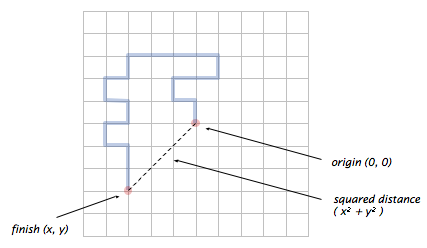 origin (0, 0)
squared distance
( x² + y² )
finish (x, y)